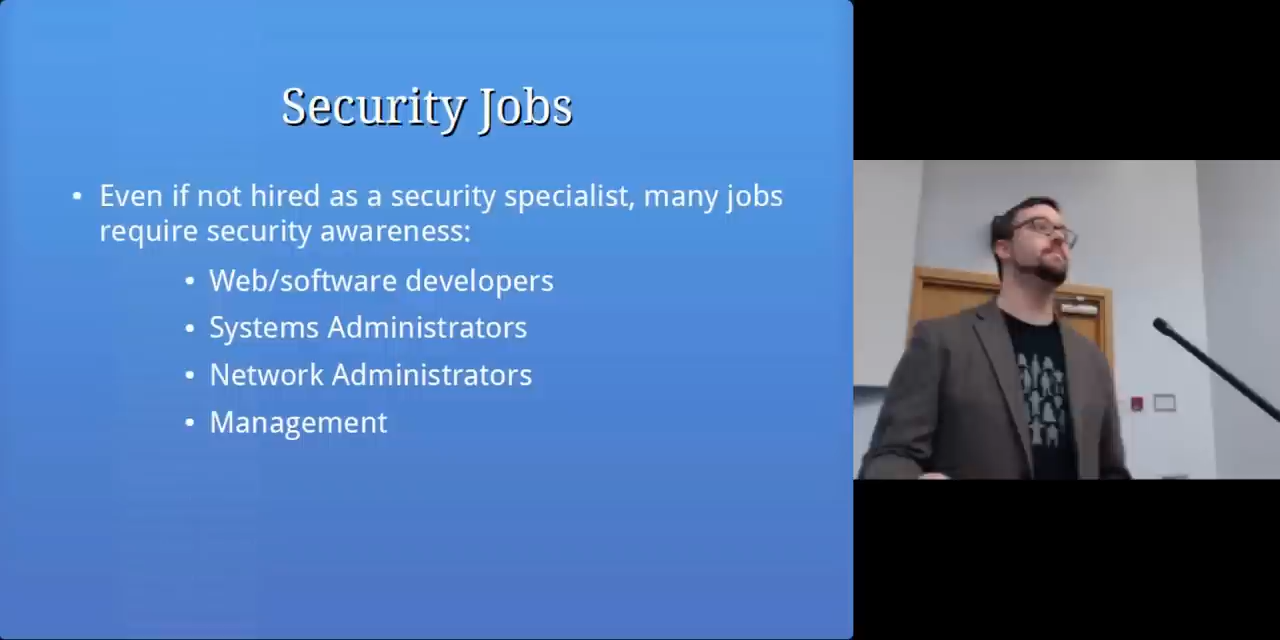 Security Jobs
• Even if not hired as a security specialist, many jobs
require security awareness:
• Web/software developers
• Systems Administrators
• Network Administrators
• Management